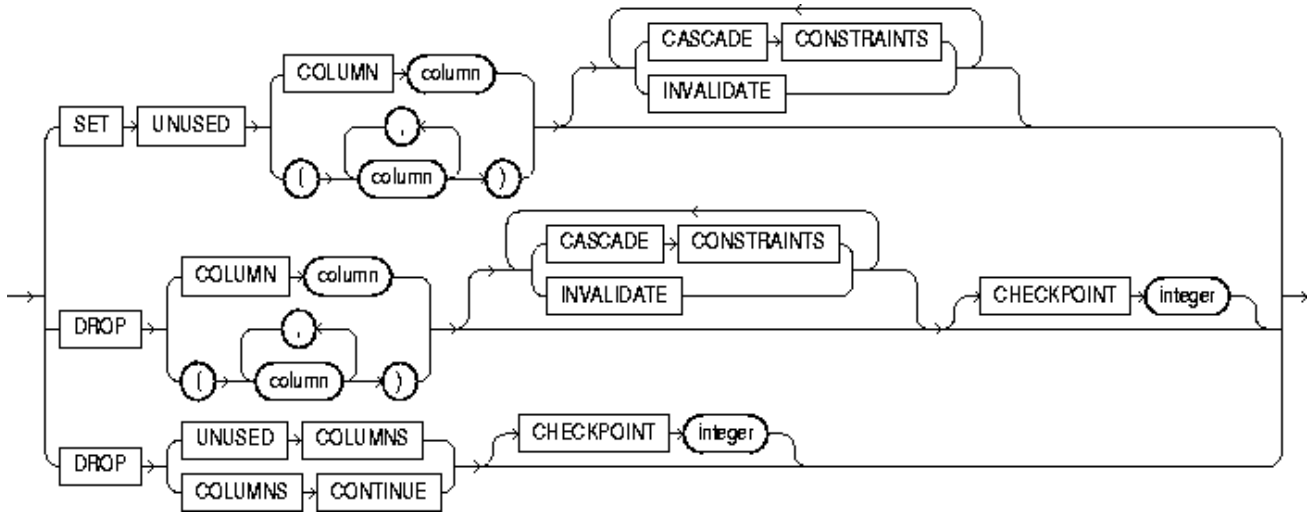 CASCADE CONSTRAINTS
COLUMN column
INVALIDATE
SET UNUSED
,
( column )
CASCADE CONSTRAINTS
COLUMN column
INVALIDATE
CHECKPOINT integer
DROP
,
( column )
UNUSED COLUMNS
CHECKPOINT integer
DROP
COLUMNS CONTINUE